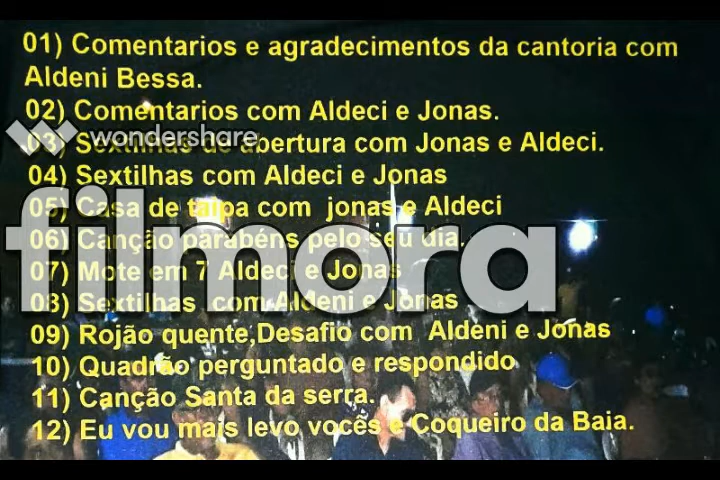 01) Comentarios e agradecimentos da cantoria com
Aldeni Bessa.
02) Comentarios com Aldeci e Jonas.
03) Sextilhas de abertura com Jonas e Aldeci.
04) Sextilhas com Aldeci e Jonas
05) Casa de taipa com jonas e Aldeci
06) Canção parabéns pelo seu dia.
07) Mote em 7 Aldeci e Jonas
08) Sextilhas com Aldeni e Jonas
09) Rojão quente,Desafio com Aldeni e Jonas
10) Quadrão perguntado e respondido
11) Canção Santa da serra.
12) Eu vou mais levo vocês e Coqueiro da Baia.
wondershare
filmora